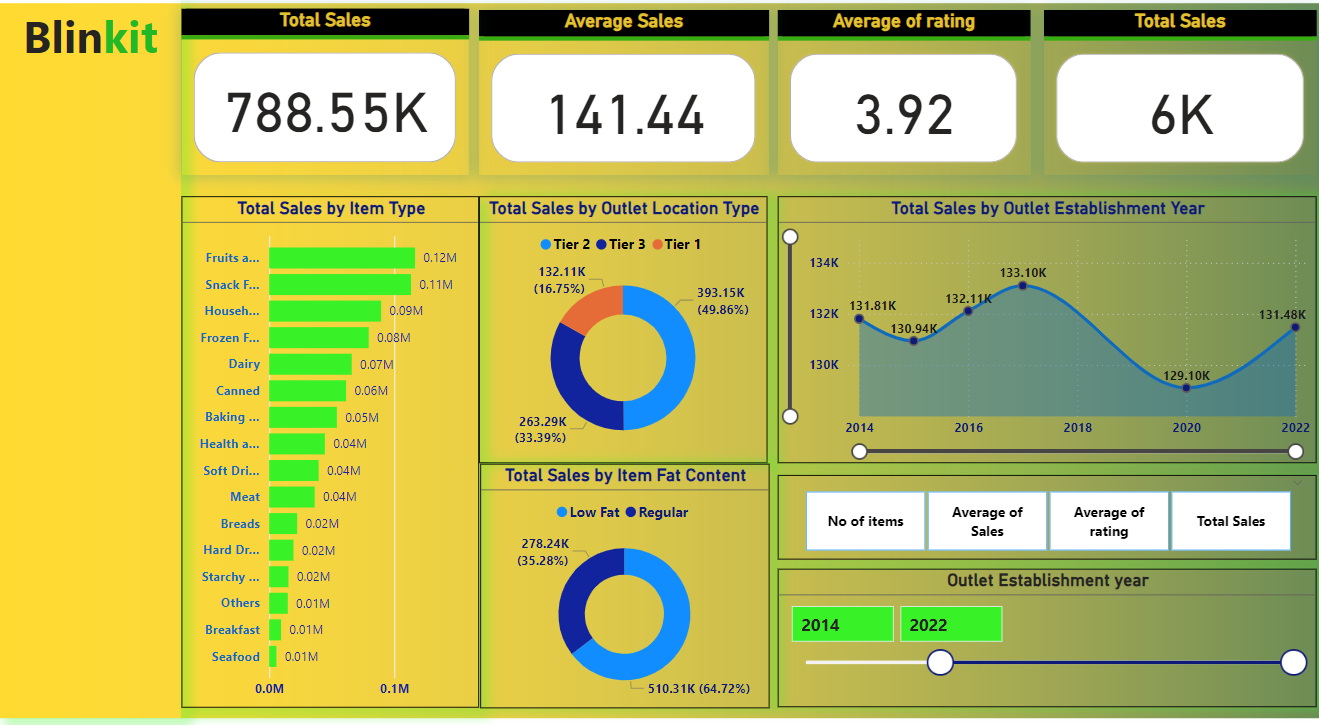 Blinkit
Total Sales
788.55K
Average Sales
141.44
Average of rating
3.92
Total Sales
6K
Total Sales by Item Type
Fruits a... 0.12M
Snack F... 0.11M
Househ... 0.09M
Frozen F... 0.08M
Dairy 0.07M
Canned 0.06M
Baking ... 0.05M
Health a... 0.04M
Soft Dri... 0.04M
Meat 0.04M
Breads 0.02M
Hard Dr... 0.02M
Starchy ... 0.02M
Others 0.01M
Breakfast 0.01M
Seafood 0.01M
0.0M 0.1M
Total Sales by Outlet Location Type
Tier 2 Tier 3 Tier 1
132.11K
(16.75%)
393.15K
(49.86%)
263.29K
(33.39%)
Total Sales by Item Fat Content
Low Fat Regular
278.24K
(35.28%)
510.31K (64.72%)
Total Sales by Outlet Establishment Year
134K
132K
130K
131.81K
130.94K
132.11K
133.10K
129.10K
131.48K
2014 2016 2018 2020 2022
No of items
Average of
Sales
Average of
rating
Total Sales
Outlet Establishment year
2014 2022